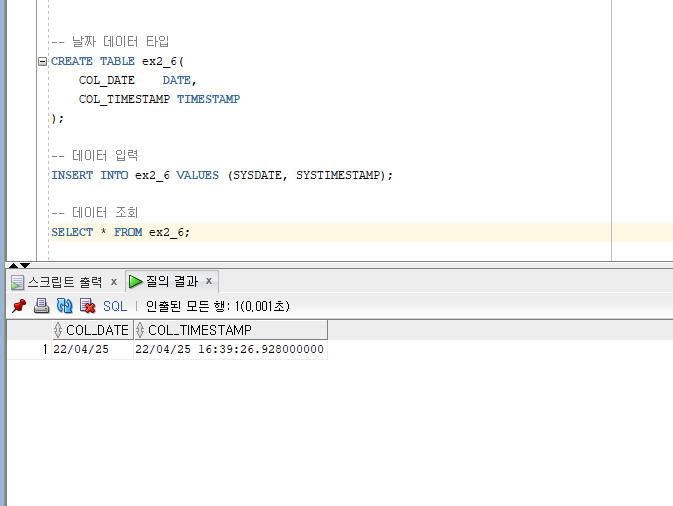 -- 날짜 데이터 타입
CREATE TABLE ex2_6(
COL_DATE DATE,
COL_TIMESTAMP TIMESTAMP
);
-- 데이터 입력
INSERT INTO ex2_6 VALUES (SYSDATE, SYSTIMESTAMP);
-- 데이터 조회
SELECT * FROM ex2_6;
스크립트 출력 x 질의 결과 x
SQL | 인출된 모든 행: 1(0,001초)
COL_DATE COL_TIMESTAMP
1 22/04/25 22/04/25 16:39:26.928000000